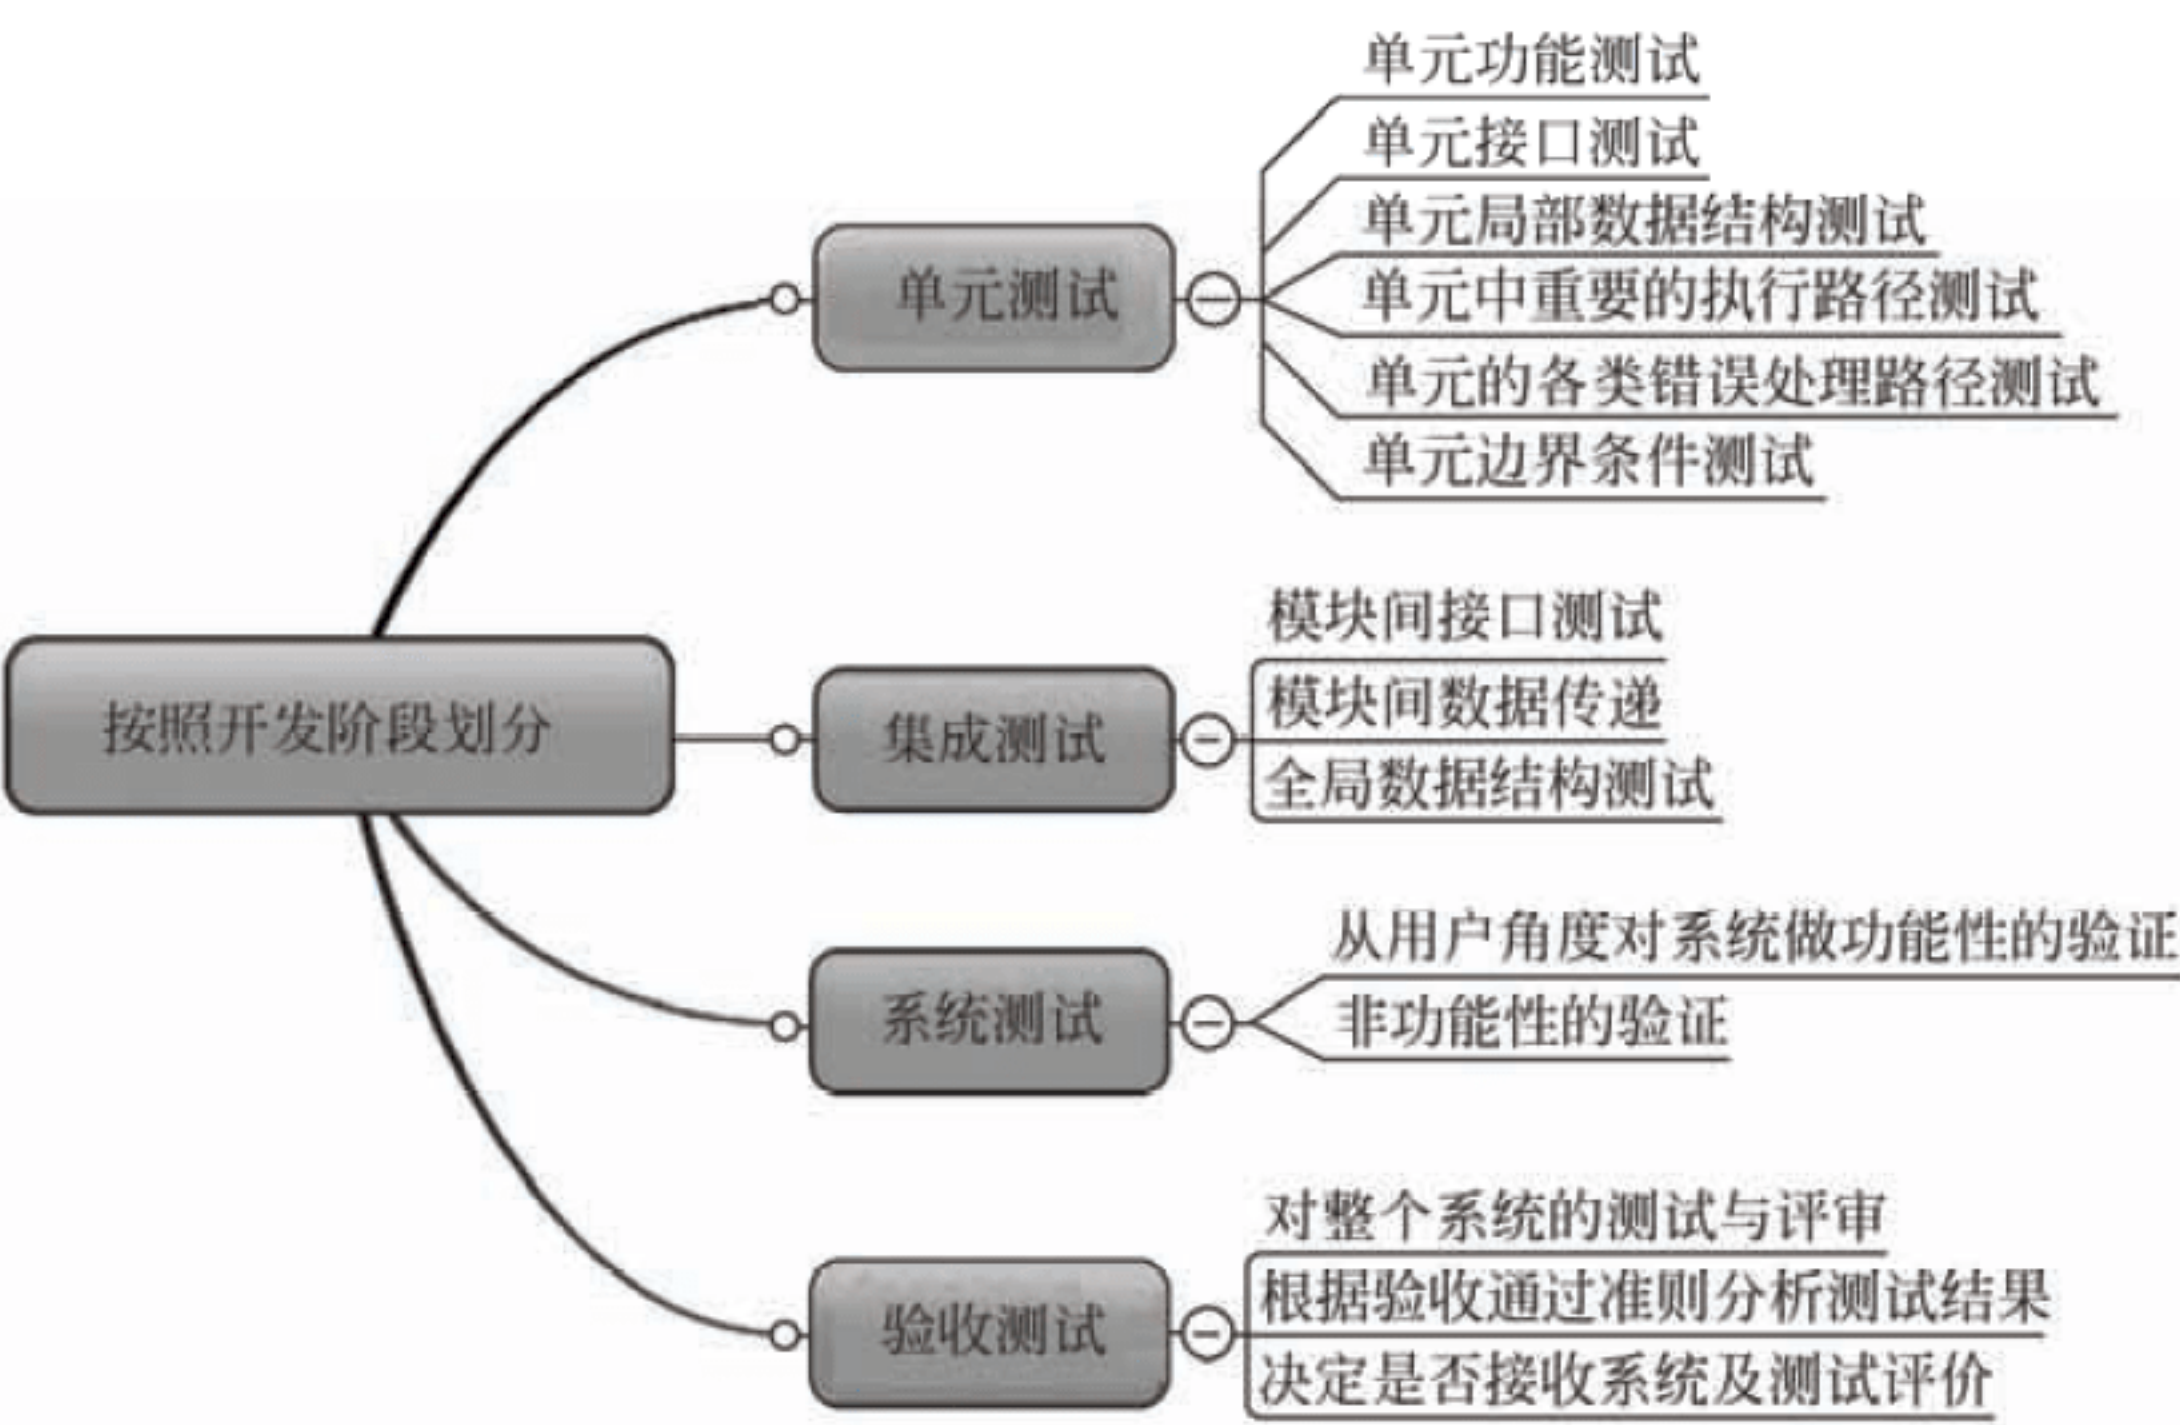 按照开发阶段划分
单元测试
单元功能测试
单元接口测试
单元局部数据结构测试
单元中重要的执行路径测试
单元的各类错误处理路径测试
单元边界条件测试
集成测试
模块间接口测试
模块间数据传递
全局数据结构测试
系统测试
从用户角度对系统做功能性的验证
非功能性的验证
验收测试
对整个系统的测试与评审
根据验收通过准则分析测试结果
决定是否接收系统及测试评价